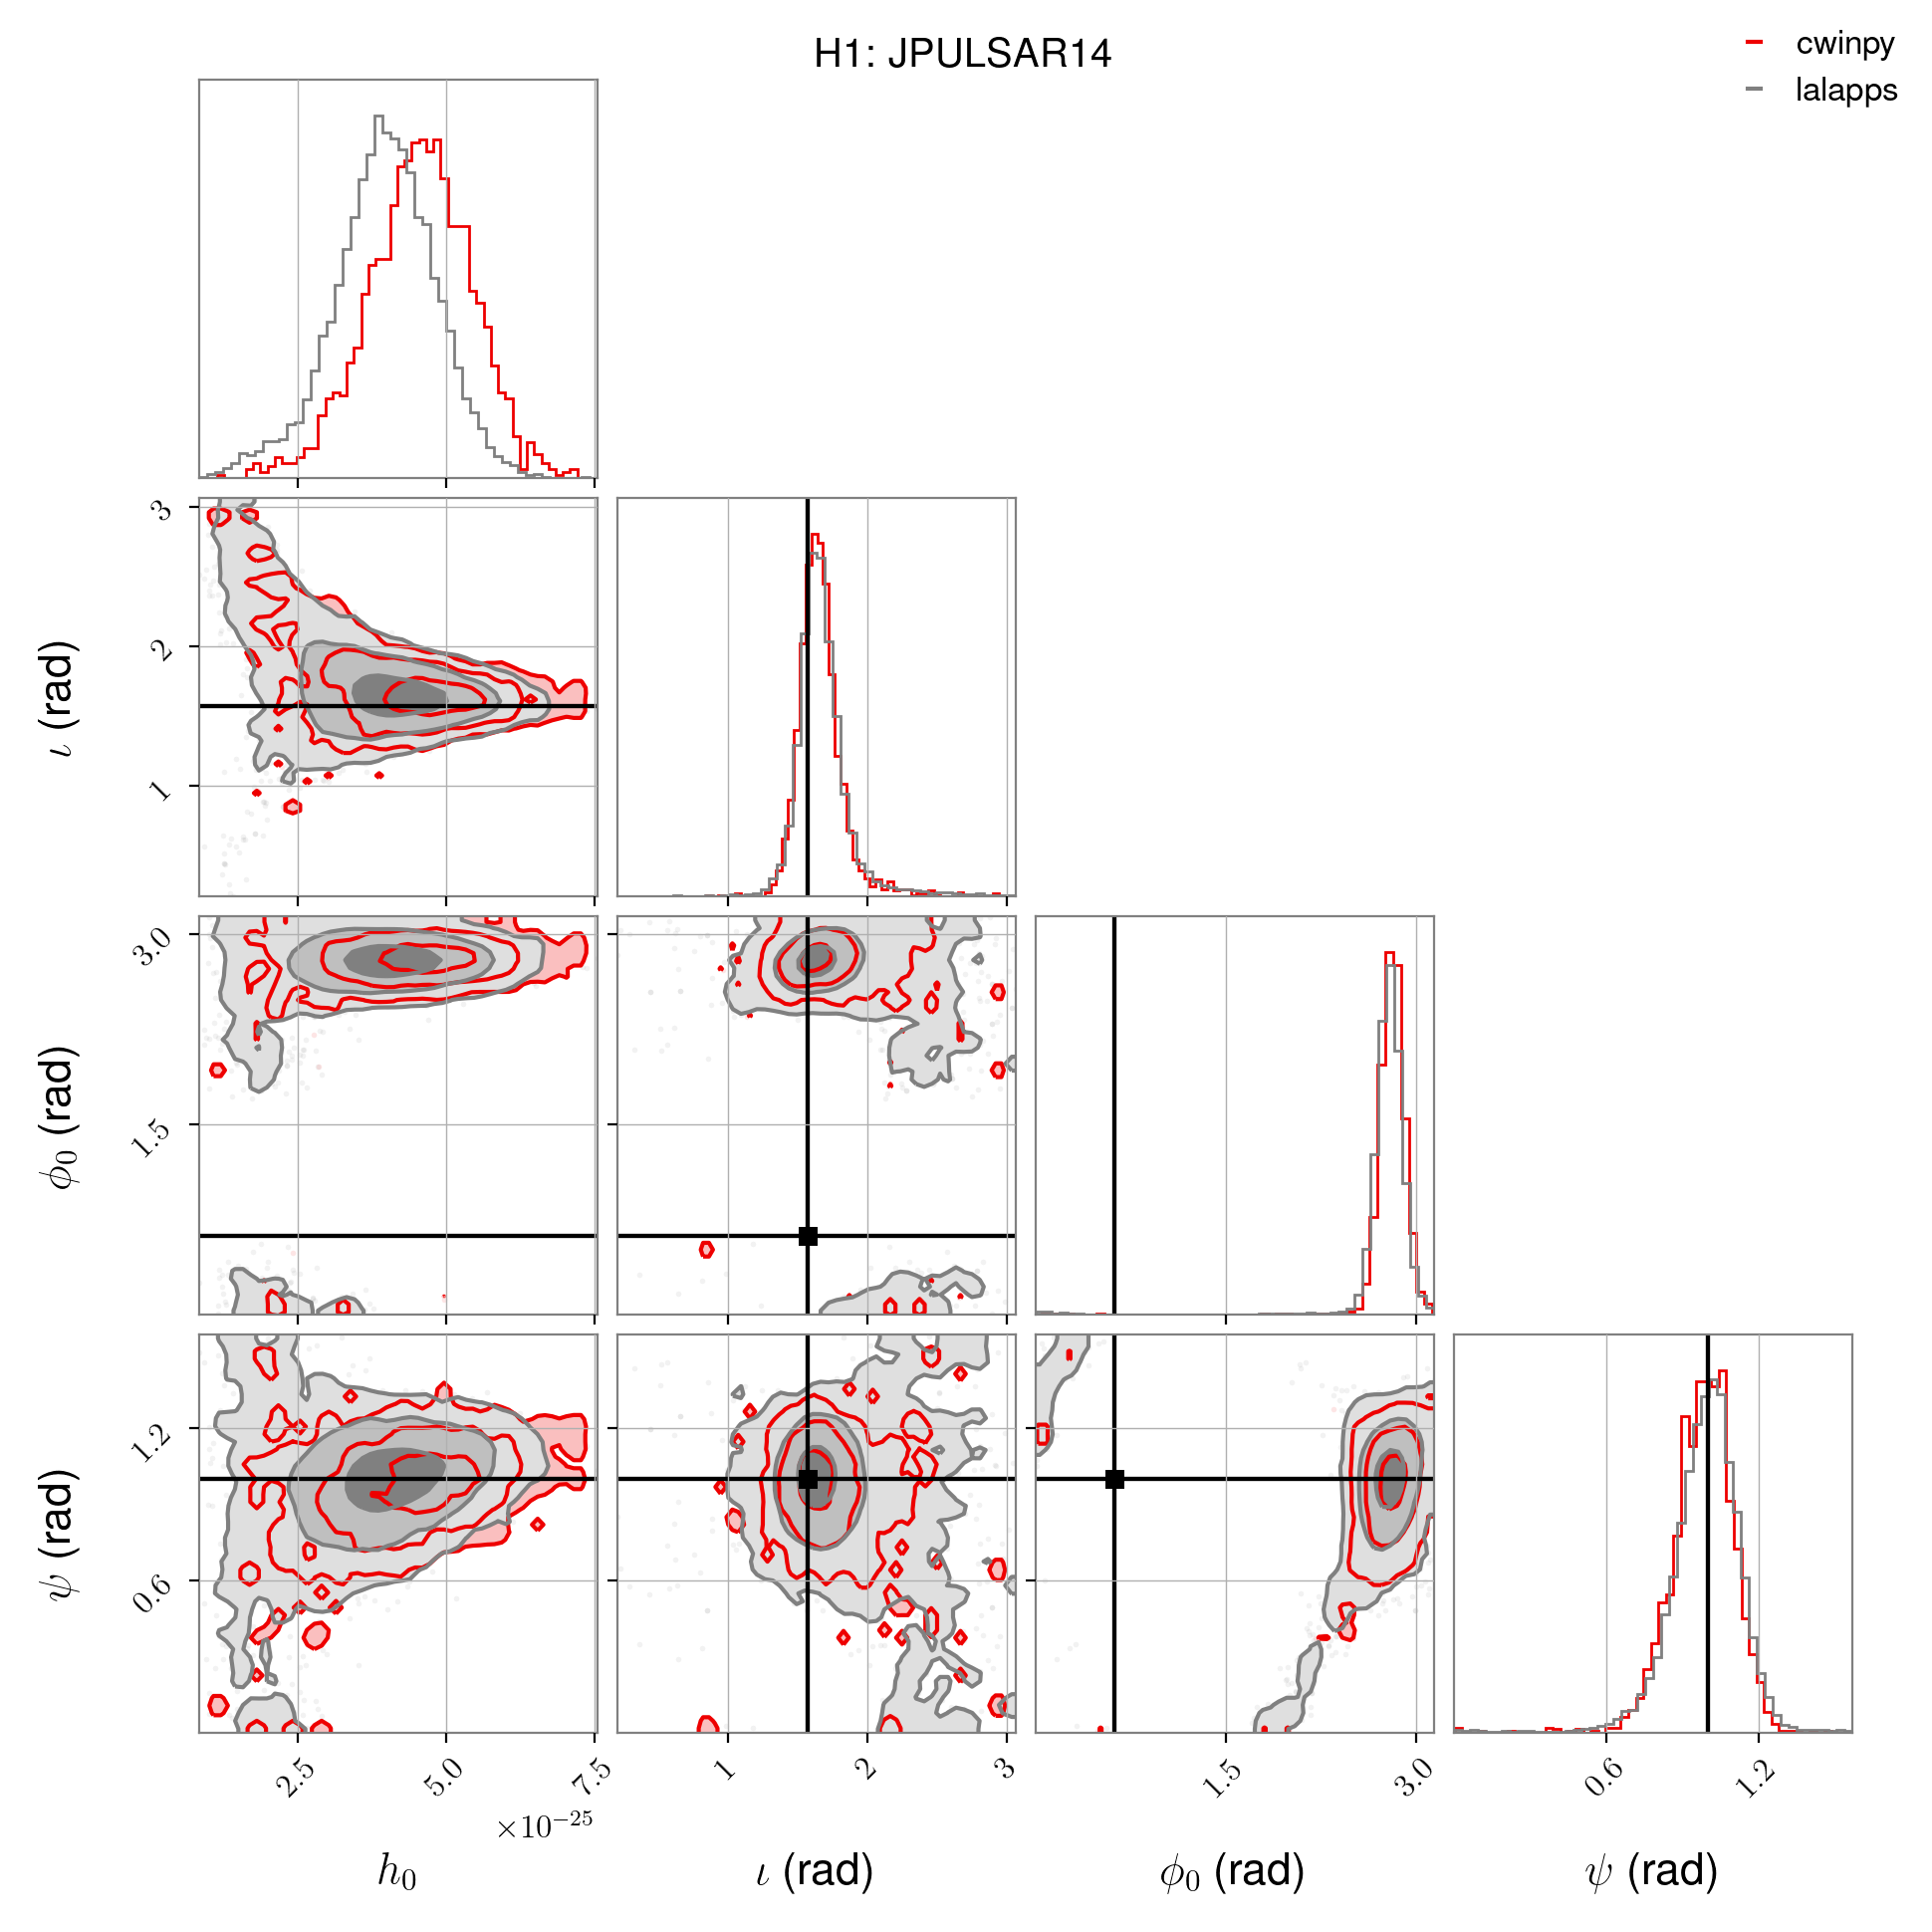 H1: JPULSAR14
cwinpy
lalapps
3
2
1
ι (rad)
3.0
1.5
ϕ₀ (rad)
1.2
0.6
ψ (rad)
2.5
5.0
7.5
×10⁻²⁵
h₀
1
2
3
ι (rad)
1.5
3.0
ϕ₀ (rad)
0.6
1.2
ψ (rad)